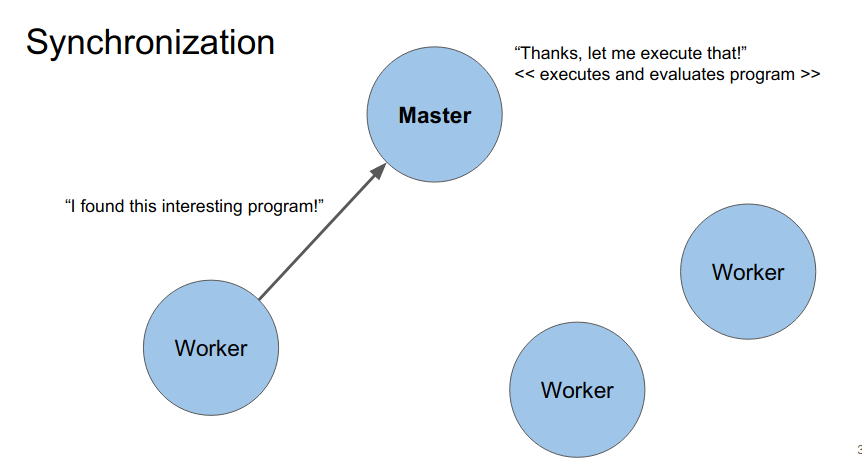 Synchronization
“Thanks, let me execute that!”
<< executes and evaluates program >>
Master
“I found this interesting program!”
Worker
Worker
Worker
3